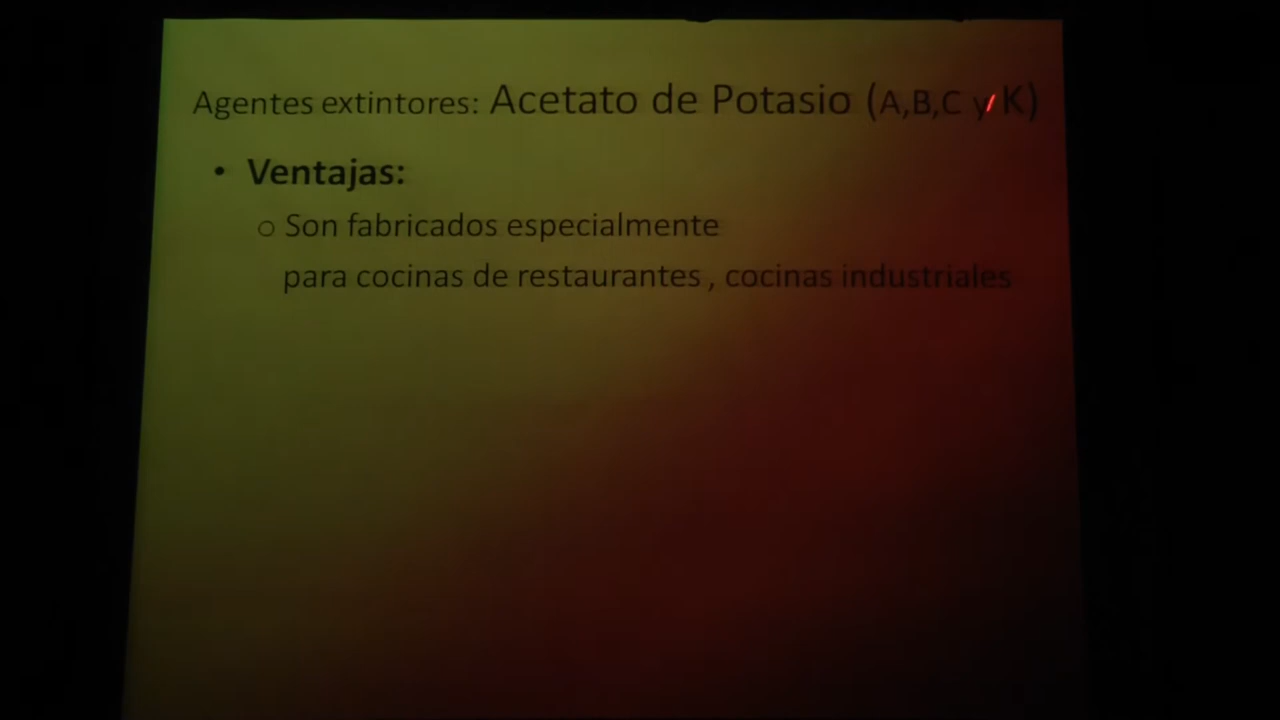 Agentes extintores: Acetato de Potasio (A,B,C y K)
• Ventajas:
o Son fabricados especialmente
para cocinas de restaurantes , cocinas industriales